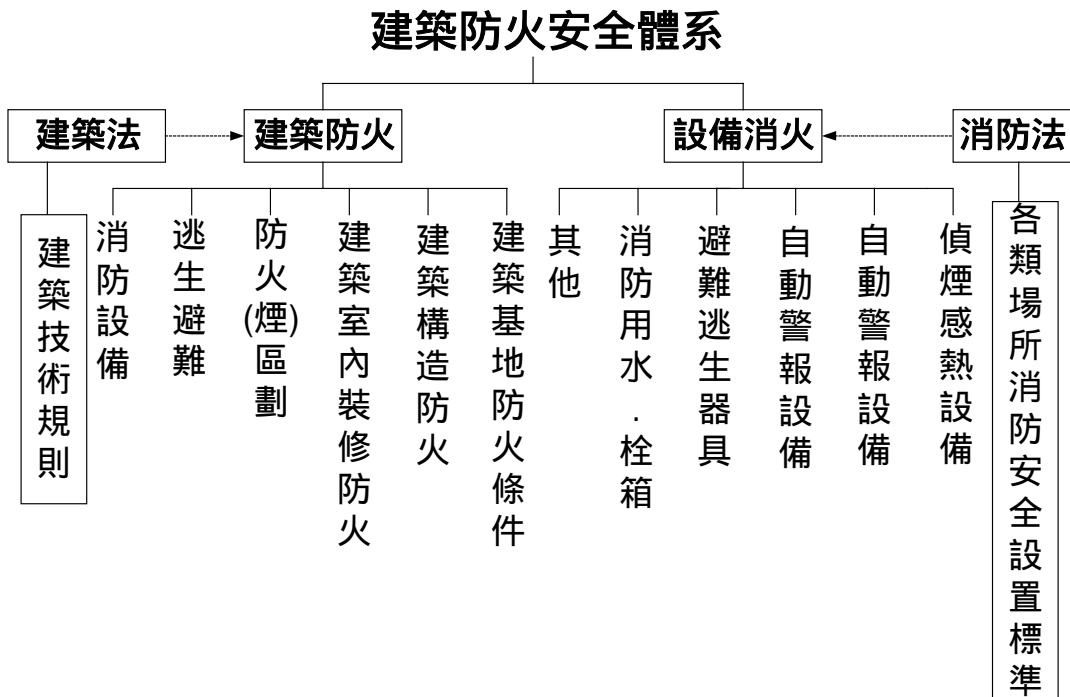 建築防火安全體系
建築法
建築防火
設備消火
消防法
建築技術規則
消防設備
逃生避難
防火(煙)區劃
建築室內裝修防火
建築構造防火
建築基地防火條件
其他
消防用水.栓箱
避難逃生器具
自動警報設備
自動警報設備
偵煙感熱設備
各類場所消防安全設置標準